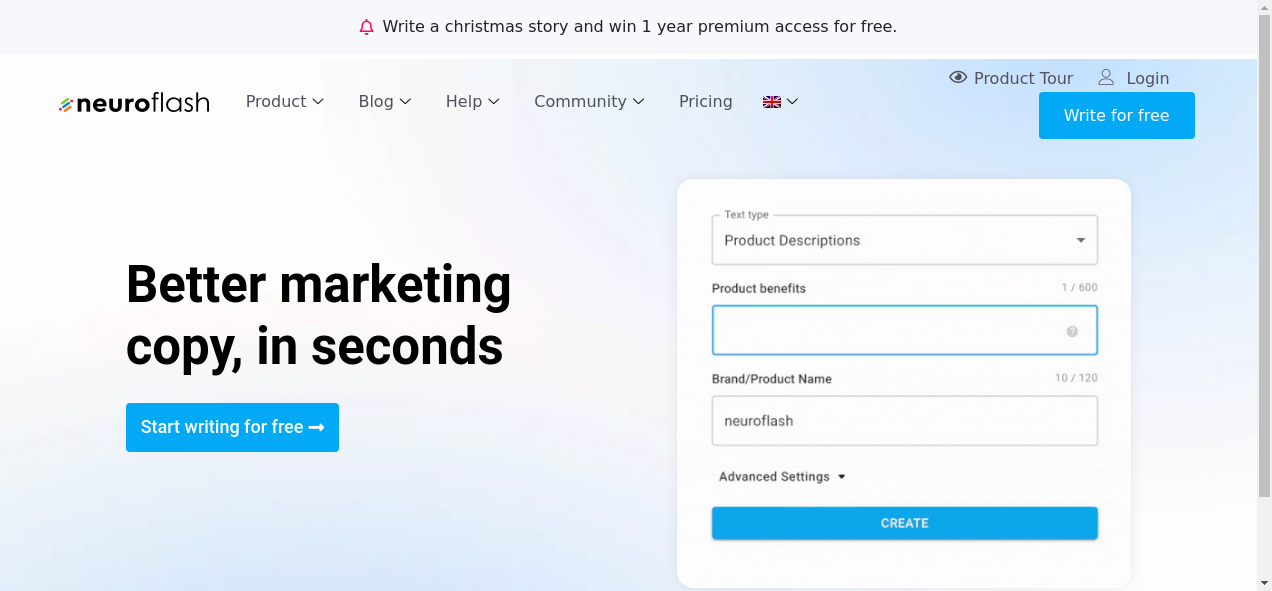 Write a christmas story and win 1 year premium access for free.
Product Tour
Login
neuroflash
Product
Blog
Help
Community
Pricing
Write for free
Better marketing
copy, in seconds
Start writing for free
Text type
Product Descriptions
Product benefits
1 / 600
Brand/Product Name
10 / 120
neuroflash
Advanced Settings
CREATE